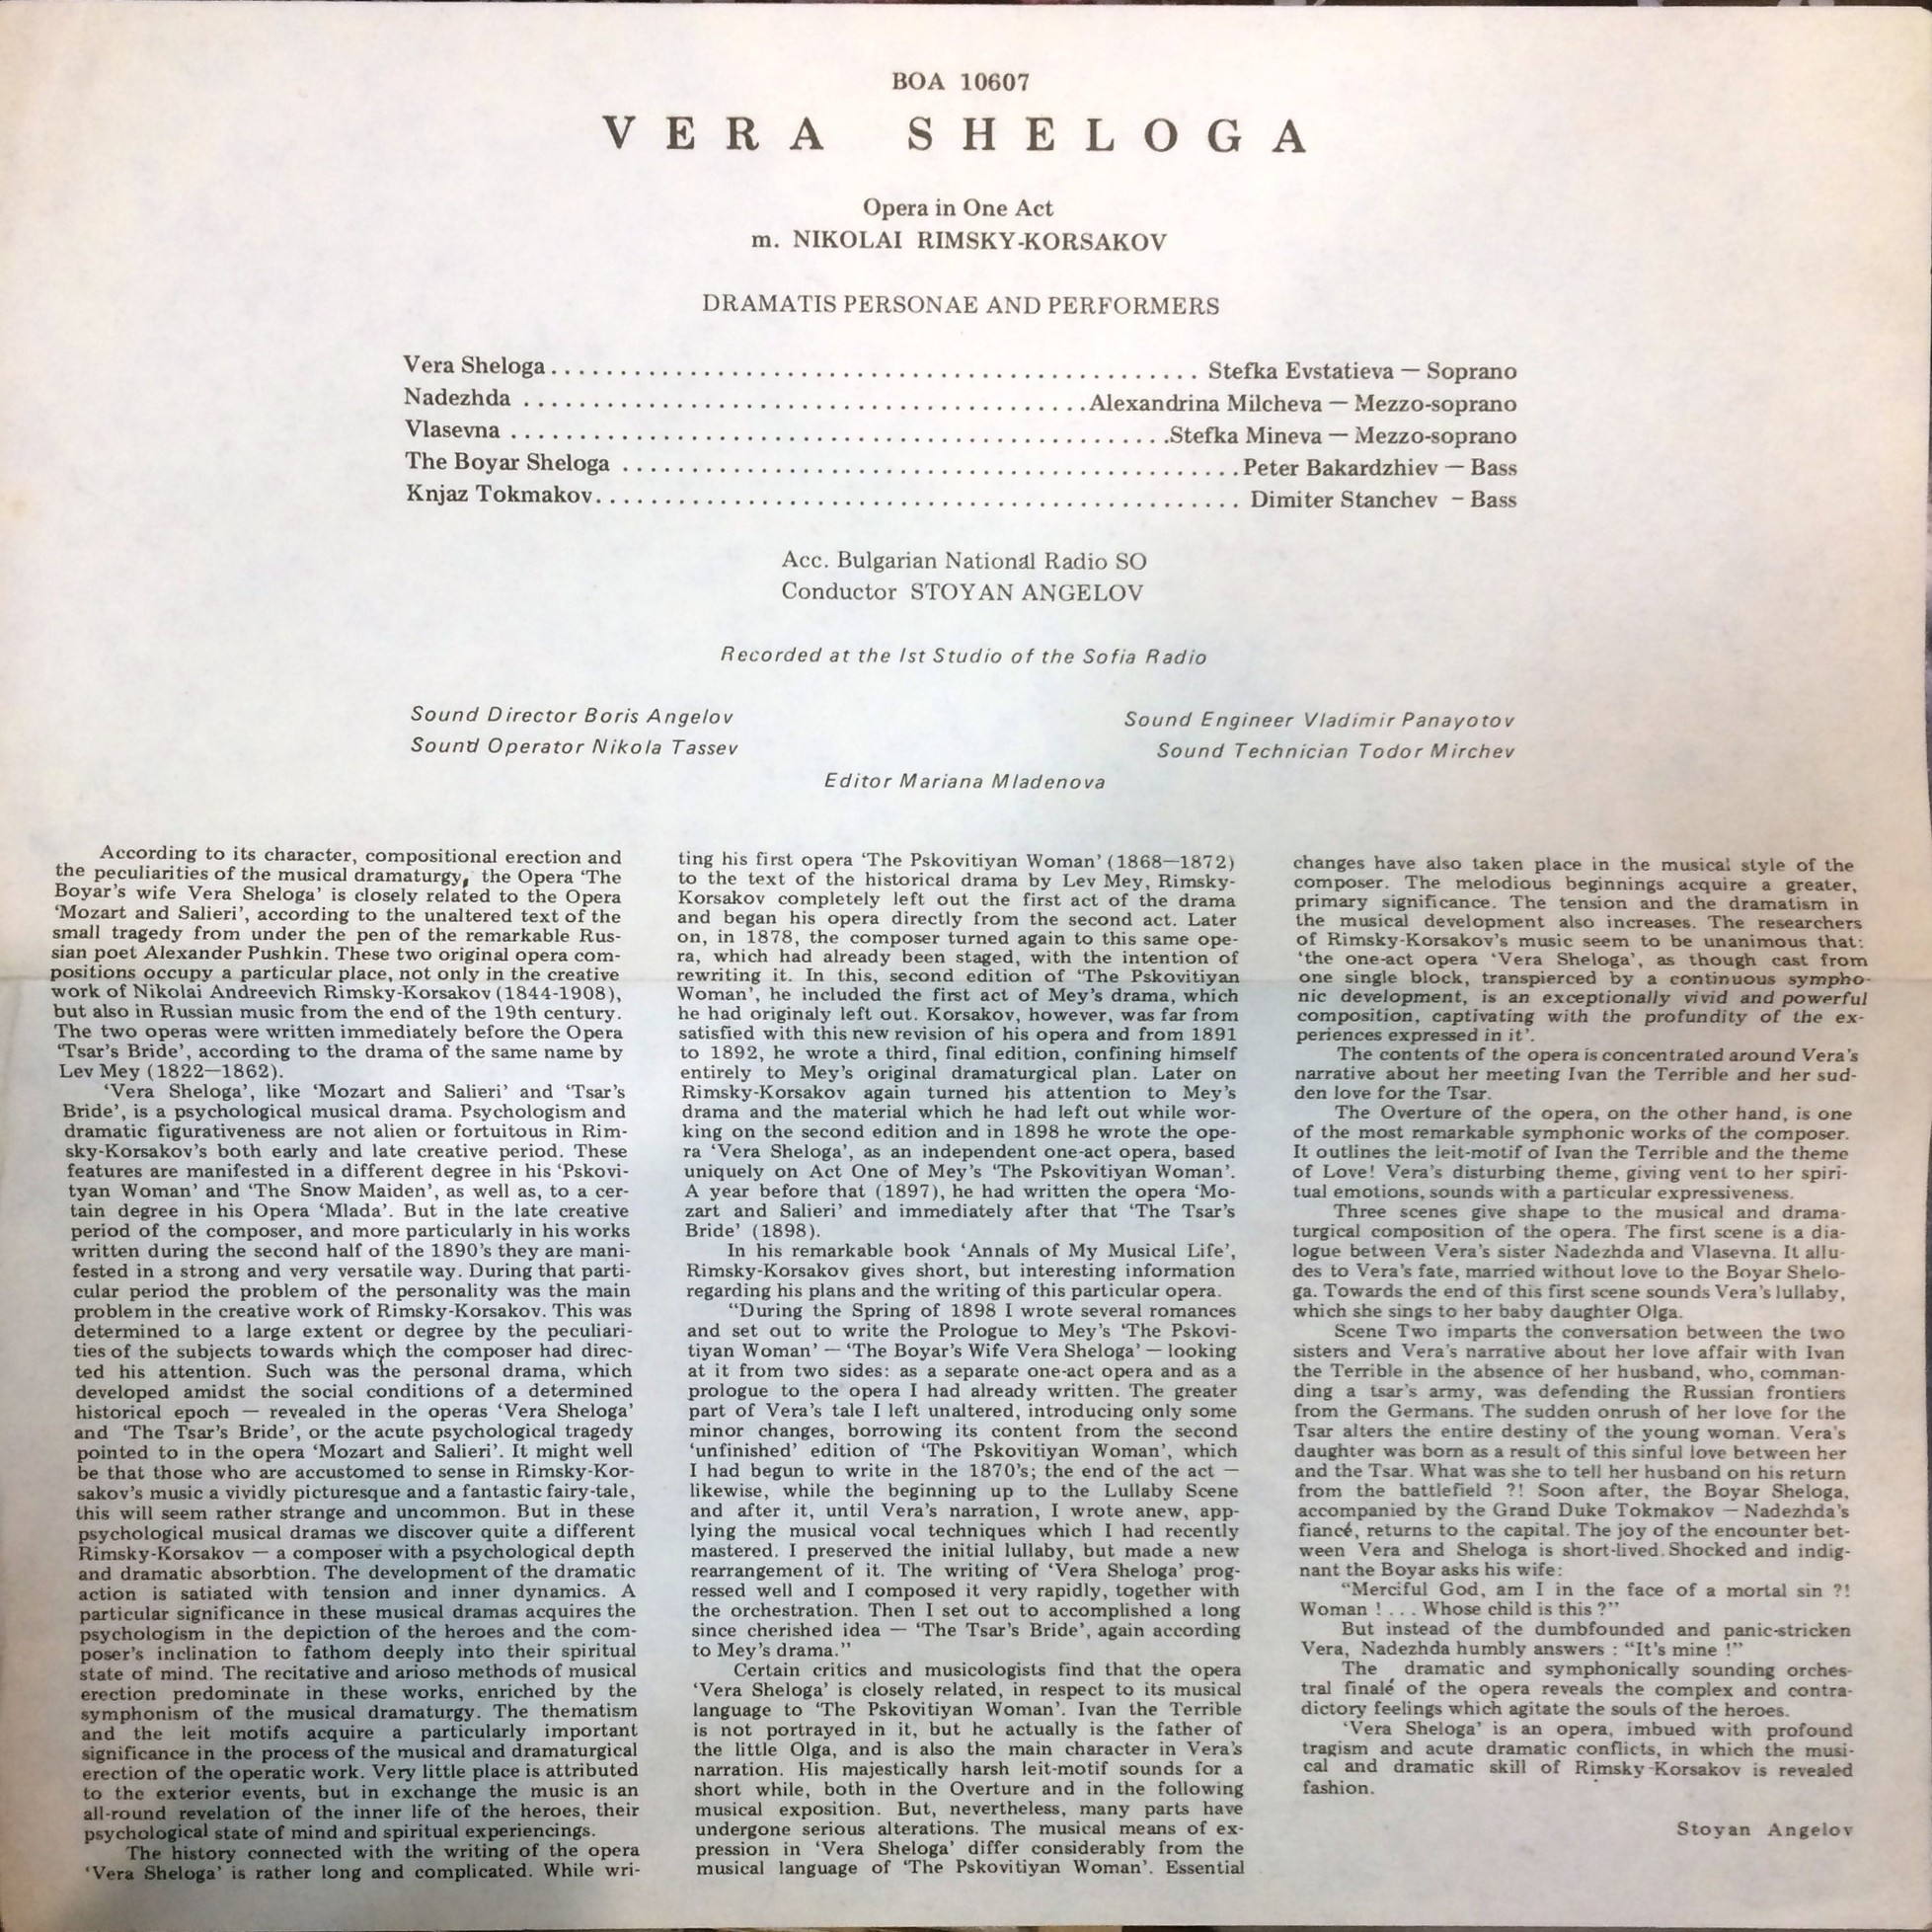 BOA 10607
VERA SHELOGA
Opera in One Act
m. NIKOLAI RIMSKY-KORSAKOV
DRAMATIS PERSONAE AND PERFORMERS
Vera Sheloga . . . . . . . . . . Stefka Evstatieva — Soprano
Nadezhda . . . . . . . . . . Alexandrina Milcheva — Mezzo-soprano
Vlasevna . . . . . . . . . . Stefka Mineva — Mezzo-soprano
The Boyar Sheloga . . . . . . . . . . Peter Bakardzhiev — Bass
Knjaz Tokmakov . . . . . . . . . . Dimiter Stanchev – Bass
Acc. Bulgarian National Radio SO
Conductor STOYAN ANGELOV
Recorded at the Ist Studio of the Sofia Radio
Sound Director Boris Angelov
Sound Operator Nikola Tassev
Sound Engineer Vladimir Panayotov
Sound Technician Todor Mirchev
Editor Mariana Mladenova
According to its character, compositional erection and
the peculiarities of the musical dramaturgy, the Opera ‘The
Boyar’s wife Vera Sheloga’ is closely related to the Opera
‘Mozart and Salieri’, according to the unaltered text of the
small tragedy from under the pen of the remarkable Rus-
sian poet Alexander Pushkin. These two original opera com-
positions occupy a particular place, not only in the creative
work of Nikolai Andreevich Rimsky-Korsakov (1844-1908),
but also in Russian music from the end of the 19th century.
The two operas were written immediately before the Opera
‘Tsar’s Bride’, according to the drama of the same name by
Lev Mey (1822—1862).
‘Vera Sheloga’, like ‘Mozart and Salieri’ and ‘Tsar’s
Bride’, is a psychological musical drama. Psychologism and
dramatic figurativeness are not alien or fortuitous in Rim-
sky-Korsakov’s both early and late creative period. These
features are manifested in a different degree in his ‘Pskovi-
tyan Woman’ and ‘The Snow Maiden’, as well as, to a cer-
tain degree in his Opera ‘Mlada’. But in the late creative
period of the composer, and more particularly in his works
written during the second half of the 1890’s they are mani-
fested in a strong and very versatile way. During that parti-
cular period the problem of the personality was the main
problem in the creative work of Rimsky-Korsakov. This was
determined to a large extent or degree by the peculiari-
ties of the subjects towards which the composer had direc-
ted his attention. Such was the personal drama, which
developed amidst the social conditions of a determined
historical epoch — revealed in the operas ‘Vera Sheloga’
and ‘The Tsar’s Bride’, or the acute psychological tragedy
pointed to in the opera ‘Mozart and Salieri’. It might well
be that those who are accustomed to sense in Rimsky-Kor-
sakov’s music a vividly picturesque and a fantastic fairy-tale,
this will seem rather strange and uncommon. But in these
psychological musical dramas we discover quite a different
Rimsky-Korsakov — a composer with a psychological depth
and dramatic absorbtion. The development of the dramatic
action is satiated with tension and inner dynamics. A
particular significance in these musical dramas acquires the
psychologism in the depiction of the heroes and the com-
poser’s inclination to fathom deeply into their spiritual
state of mind. The recitative and arioso methods of musical
erection predominate in these works, enriched by the
symphonism of the musical dramaturgy. The thematism
and the leit motifs acquire a particularly important
significance in the process of the musical and dramaturgical
erection of the operatic work. Very little place is attributed
to the exterior events, but in exchange the music is an
all-round revelation of the inner life of the heroes, their
psychological state of mind and spiritual experiencings.
The history connected with the writing of the opera
‘Vera Sheloga’ is rather long and complicated. While wri-
ting his first opera ‘The Pskovitiyan Woman’ (1868—1872)
to the text of the historical drama by Lev Mey, Rimsky-
Korsakov completely left out the first act of the drama
and began his opera directly from the second act. Later
on, in 1878, the composer turned again to this same ope-
ra, which had already been staged, with the intention of
rewriting it. In this, second edition of ‘The Pskovitiyan
Woman’, he included the first act of Mey’s drama, which
he had originaly left out. Korsakov, however, was far from
satisfied with this new revision of his opera and from 1891
to 1892, he wrote a third, final edition, confining himself
entirely to Mey’s original dramaturgical plan. Later on
Rimsky-Korsakov again turned his attention to Mey’s
drama and the material which he had left out while wor-
king on the second edition and in 1898 he wrote the ope-
ra ‘Vera Sheloga’, as an independent one-act opera, based
uniquely on Act One of Mey’s ‘The Pskovitiyan Woman’.
A year before that (1897), he had written the opera ‘Mo-
zart and Salieri’ and immediately after that ‘The Tsar’s
Bride’ (1898).
In his remarkable book ‘Annals of My Musical Life’,
Rimsky-Korsakov gives short, but interesting information
regarding his plans and the writing of this particular opera.
“During the Spring of 1898 I wrote several romances
and set out to write the Prologue to Mey’s ‘The Pskovi-
tiyan Woman’ — ‘The Boyar’s Wife Vera Sheloga’ — looking
at it from two sides: as a separate one-act opera and as a
prologue to the opera I had already written. The greater
part of Vera’s tale I left unaltered, introducing only some
minor changes, borrowing its content from the second
‘unfinished’ edition of ‘The Pskovitiyan Woman’, which
I had begun to write in the 1870’s; the end of the act —
likewise, while the beginning up to the Lullaby Scene
and after it, until Vera’s narration, I wrote anew, app-
lying the musical vocal techniques which I had recently
mastered. I preserved the initial lullaby, but made a new
rearrangement of it. The writing of ‘Vera Sheloga’ prog-
ressed well and I composed it very rapidly, together with
the orchestration. Then I set out to accomplished a long
since cherished idea — ‘The Tsar’s Bride’, again according
to Mey’s drama.”
Certain critics and musicologists find that the opera
‘Vera Sheloga’ is closely related, in respect to its musical
language to ‘The Pskovitiyan Woman’. Ivan the Terrible
is not portrayed in it, but he actually is the father of
the little Olga, and is also the main character in Vera’s
narration. His majestically harsh leit-motif sounds for a
short while, both in the Overture and in the following
musical exposition. But, nevertheless, many parts have
undergone serious alterations. The musical means of ex-
pression in ‘Vera Sheloga’ differ considerably from the
musical language of ‘The Pskovitiyan Woman’. Essential
changes have also taken place in the musical style of the
composer. The melodious beginnings acquire a greater,
primary significance. The tension and the dramatism in
the musical development also increases. The researchers
of Rimsky-Korsakov’s music seem to be unanimous that:
‘the one-act opera ‘Vera Sheloga’, as though cast from
one single block, transpierced by a continuous sympho-
nic development, is an exceptionally vivid and powerful
composition, captivating with the profundity of the ex-
periences expressed in it’.
The contents of the opera is concentrated around Vera’s
narrative about her meeting Ivan the Terrible and her sud-
den love for the Tsar.
The Overture of the opera, on the other hand, is one
of the most remarkable symphonic works of the composer.
It outlines the leit-motif of Ivan the Terrible and the theme
of Love! Vera’s disturbing theme, giving vent to her spiri-
tual emotions, sounds with a particular expressiveness.
Three scenes give shape to the musical and drama-
turgical composition of the opera. The first scene is a dia-
logue between Vera’s sister Nadezhda and Vlasevna. It allu-
des to Vera’s fate, married without love to the Boyar Shelo-
ga. Towards the end of this first scene sounds Vera’s lullaby,
which she sings to her baby daughter Olga.
Scene Two imparts the conversation between the two
sisters and Vera’s narrative about her love affair with Ivan
the Terrible in the absence of her husband, who, comman-
ding a tsar’s army, was defending the Russian frontiers
from the Germans. The sudden onrush of her love for the
Tsar alters the entire destiny of the young woman. Vera’s
daughter was born as a result of this sinful love between her
and the Tsar. What was she to tell her husband on his return
from the battlefield ?! Soon after, the Boyar Sheloga,
accompanied by the Grand Duke Tokmakov — Nadezhda’s
fiancé, returns to the capital. The joy of the encounter bet-
ween Vera and Sheloga is short-lived. Shocked and indig-
nant the Boyar asks his wife:
“Merciful God, am I in the face of a mortal sin ?!
Woman ! . . . Whose child is this ?”
But instead of the dumbfounded and panic-stricken
Vera, Nadezhda humbly answers : “It’s mine !”
The dramatic and symphonically sounding orches-
tral finalé of the opera reveals the complex and contra-
dictory feelings which agitate the souls of the heroes.
‘Vera Sheloga’ is an opera, imbued with profound
tragism and acute dramatic conflicts, in which the musi-
cal and dramatic skill of Rimsky-Korsakov is revealed
fashion.
Stoyan Angelov